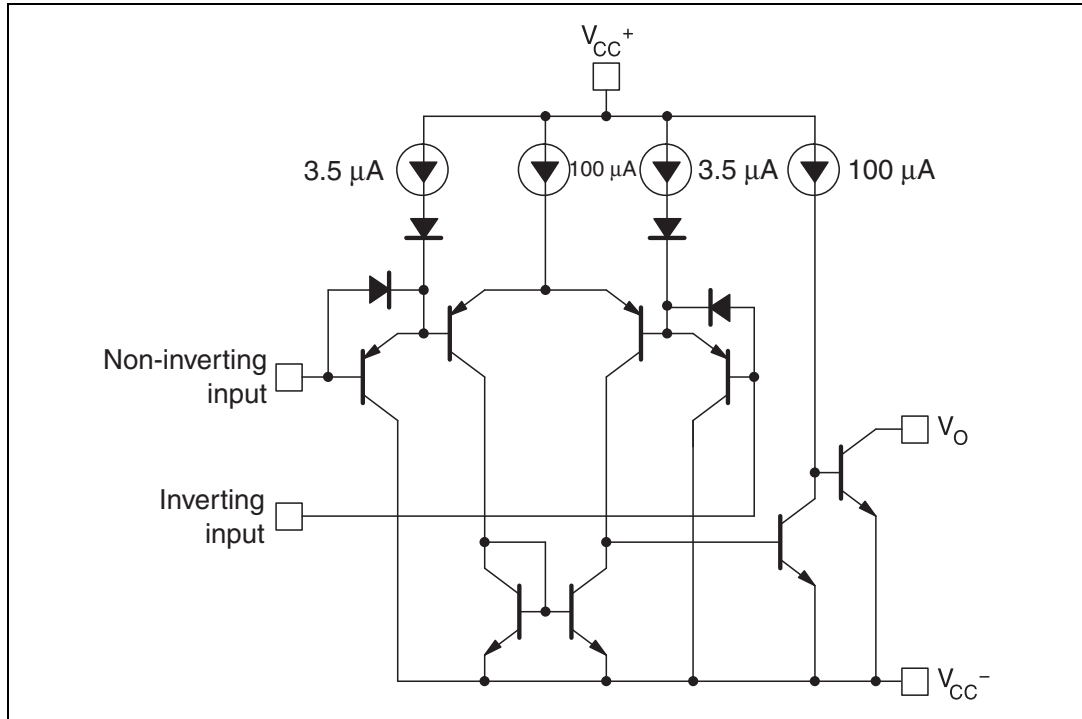 V_CC⁺
3.5 μA
100 μA
3.5 μA
100 μA
Non-inverting
input
V_O
Inverting
input
V_CC⁻